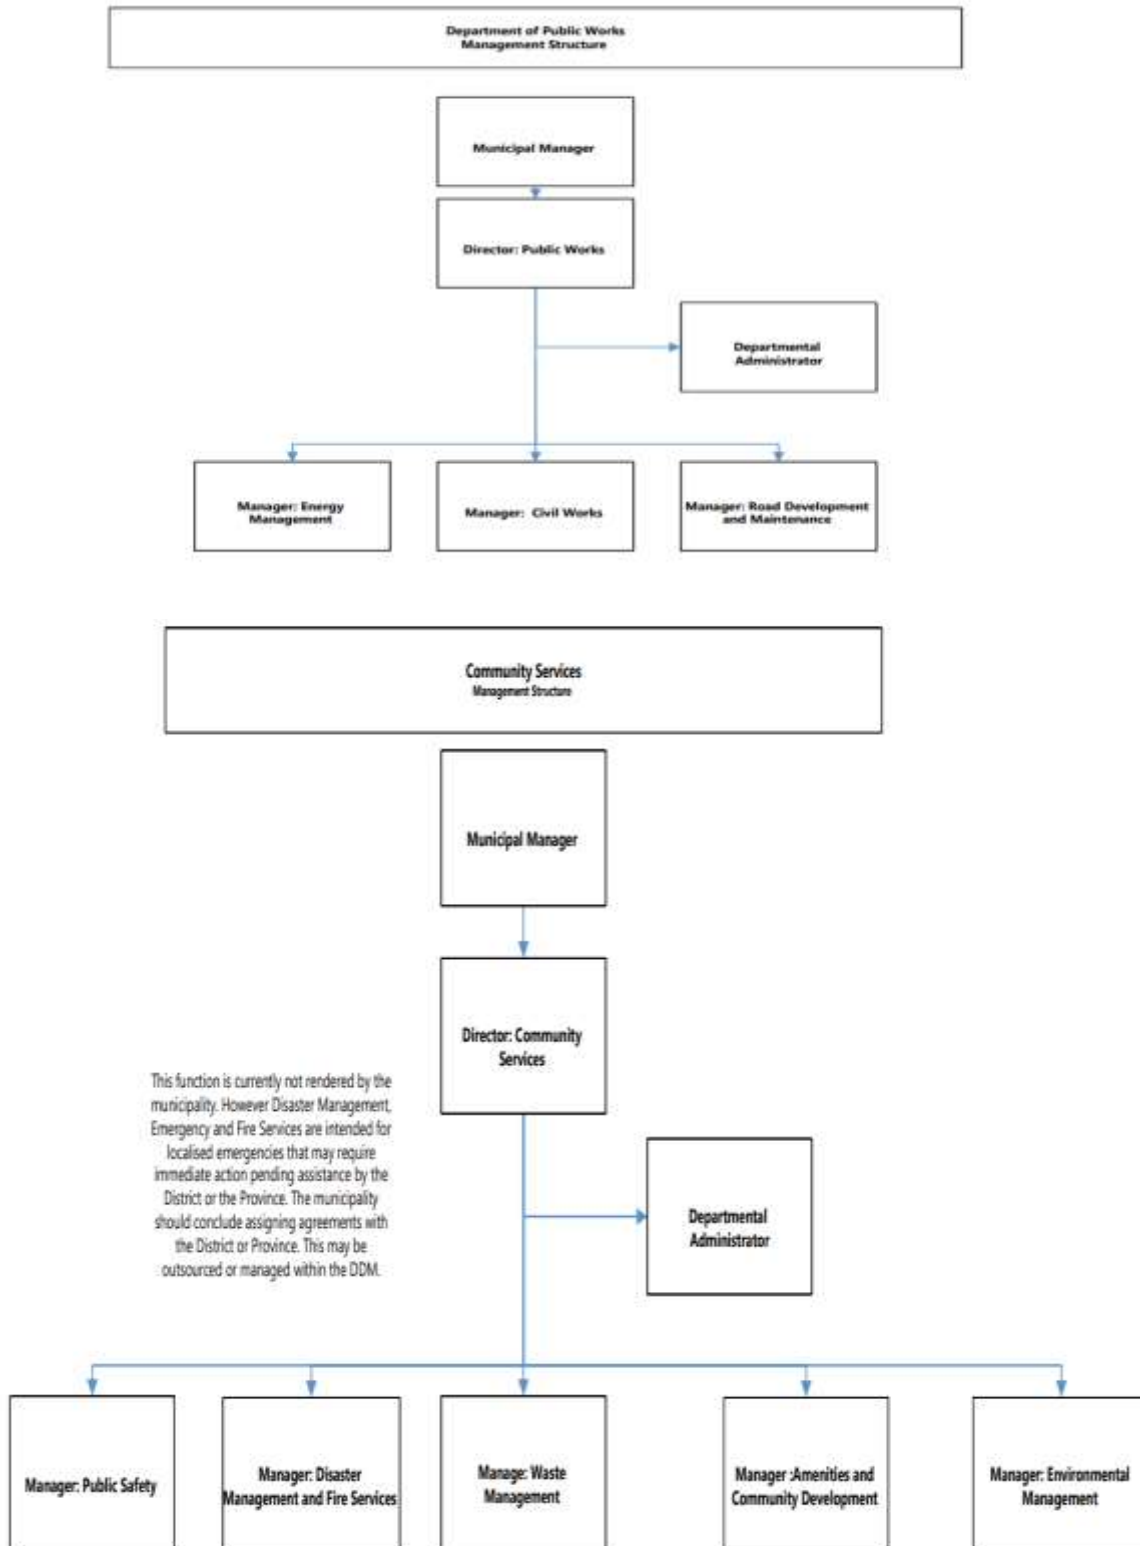 Department of Public Works
Management Structure
Municipal Manager
Director: Public Works
Departmental
Administrator
Manager: Energy
Management
Manager: Civil Works
Manager: Road Development
and Maintenance
Community Services
Management Structure
Municipal Manager
Director: Community
Services
This function is currently not rendered by the
municipality. However Disaster Management,
Emergency and Fire Services are intended for
localised emergencies that may require
immediate action pending assistance by the
District or the Province. The municipality
should conclude assigning agreements with
the District or Province. This may be
outsourced or managed within the DDM.
Departmental
Administrator
Manager: Public Safety
Manager: Disaster
Management and Fire Services
Manage: Waste
Management
Manager :Amenities and
Community Development
Manager: Environmental
Management